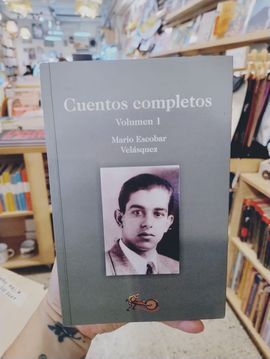 Cuentos completos
Volumen 1
Mario Escobar
Velásquez